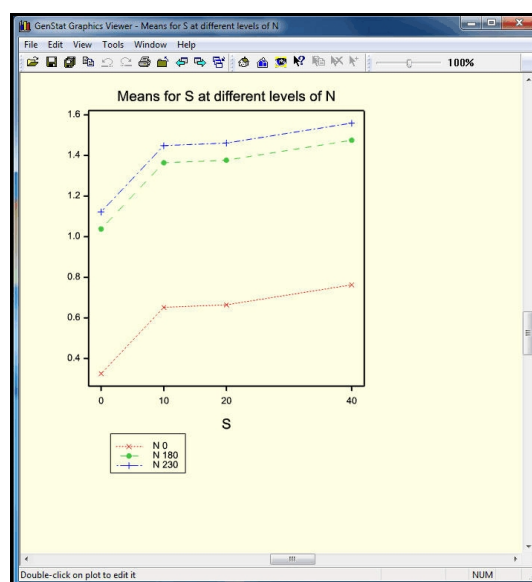 GenStat Graphics Viewer - Means for S at different levels of N
File Edit View Tools Window Help
100%
Means for S at different levels of N
1.6
1.4
1.2
1.0
0.8
0.6
0.4
0 10 20 40
S
N 0
N 180
N 230
Double-click on plot to edit it NUM